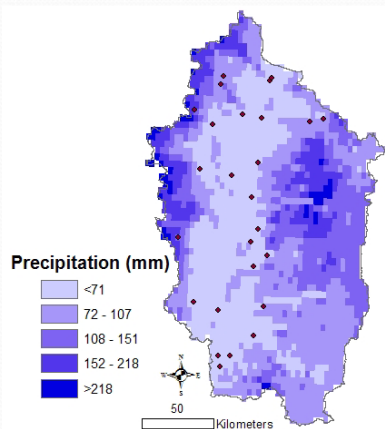 Precipitation (mm)
<71
72 - 107
108 - 151
152 - 218
>218
N
W E
S
50
Kilometers